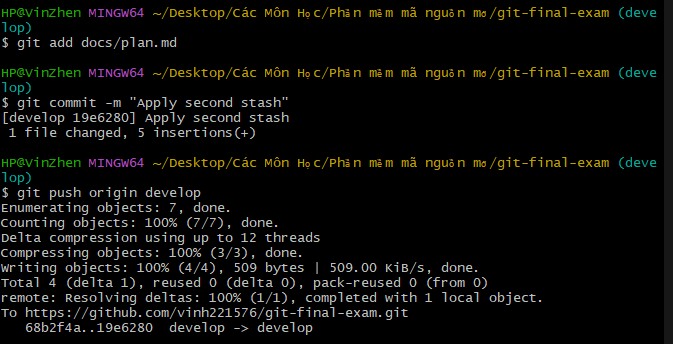 HP@VinZhen MINGW64 ~/Desktop/Các Môn Học/Phần mềm mã nguồn mở/git-final-exam (deve
lop)
$ git add docs/plan.md
HP@VinZhen MINGW64 ~/Desktop/Các Môn Học/Phần mềm mã nguồn mở/git-final-exam (deve
lop)
$ git commit -m "Apply second stash"
[develop 19e6280] Apply second stash
 1 file changed, 5 insertions(+)
HP@VinZhen MINGW64 ~/Desktop/Các Môn Học/Phần mềm mã nguồn mở/git-final-exam (deve
lop)
$ git push origin develop
Enumerating objects: 7, done.
Counting objects: 100% (7/7), done.
Delta compression using up to 12 threads
Compressing objects: 100% (3/3), done.
Writing objects: 100% (4/4), 509 bytes | 509.00 KiB/s, done.
Total 4 (delta 1), reused 0 (delta 0), pack-reused 0 (from 0)
remote: Resolving deltas: 100% (1/1), completed with 1 local object.
To https://github.com/vinh221576/git-final-exam.git
   68b2f4a..19e6280  develop -> develop